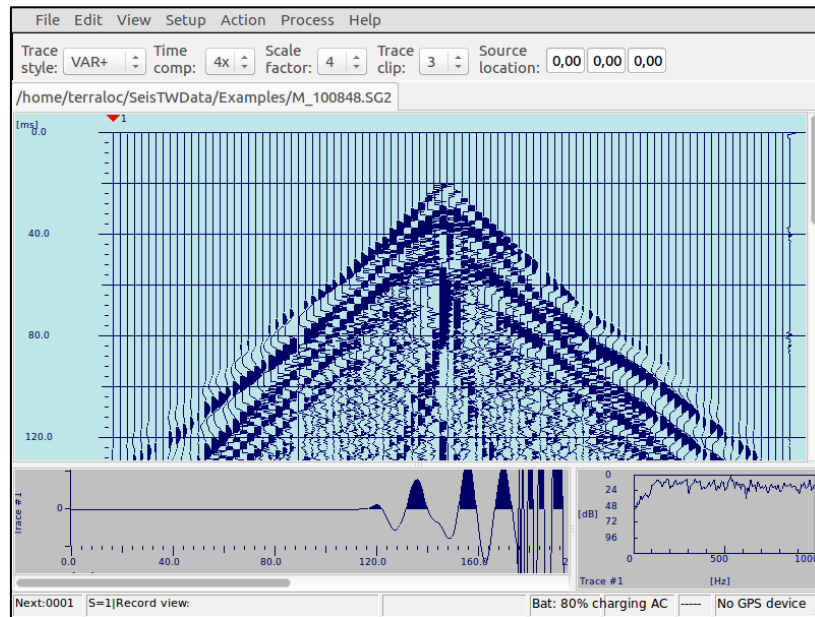 File Edit View Setup Action Process Help
Trace style: VAR+ Time comp: 4x Scale factor: 4 Trace clip: 3 Source location: 0,00 0,00 0,00
/home/terraloc/SeisTWData/Examples/M_100848.SG2
[ms]
1
0.0
40.0
80.0
120.0
Trace #1
0
0.0 40.0 80.0 120.0 160.0 2
0
24
48
72
96
[dB]
0 500 1000
Trace #1 [Hz]
Next:0001 S=1|Record view: Bat: 80% charging AC ----- No GPS device